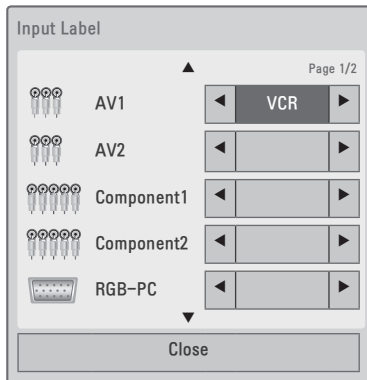 Input Label
Page 1/2
AV1
VCR
AV2
Component1
Component2
RGB-PC
Close